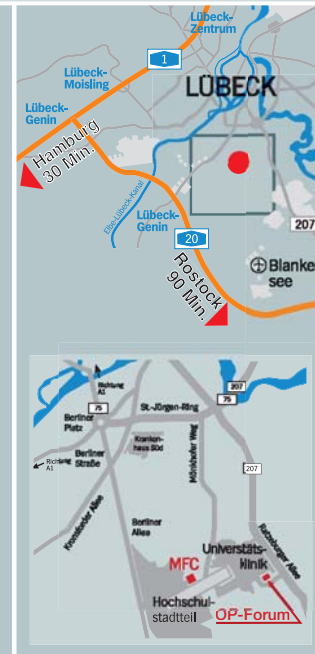 Lübeck-
Zentrum
1
Lübeck-
Moisling
LÜBECK
Lübeck-
Genin
Hamburg
30 Min.
Elbe-Lübeck-Kanal
Lübeck-
Genin
20
207
Rostock
90 Min.
Blanken
see
Richtung
A1
207
75
75
St.-Jürgen-Ring
Berliner
Platz
Kranken-
haus Süd
Mönkhofer Weg
Berliner
Straße
Richtung
A1
207
Kronsforder Allee
Berliner
Allee
Ratzeburger Allee
Universitäts-
klinik
MFC
Hochschul-
stadtteil
OP-Forum